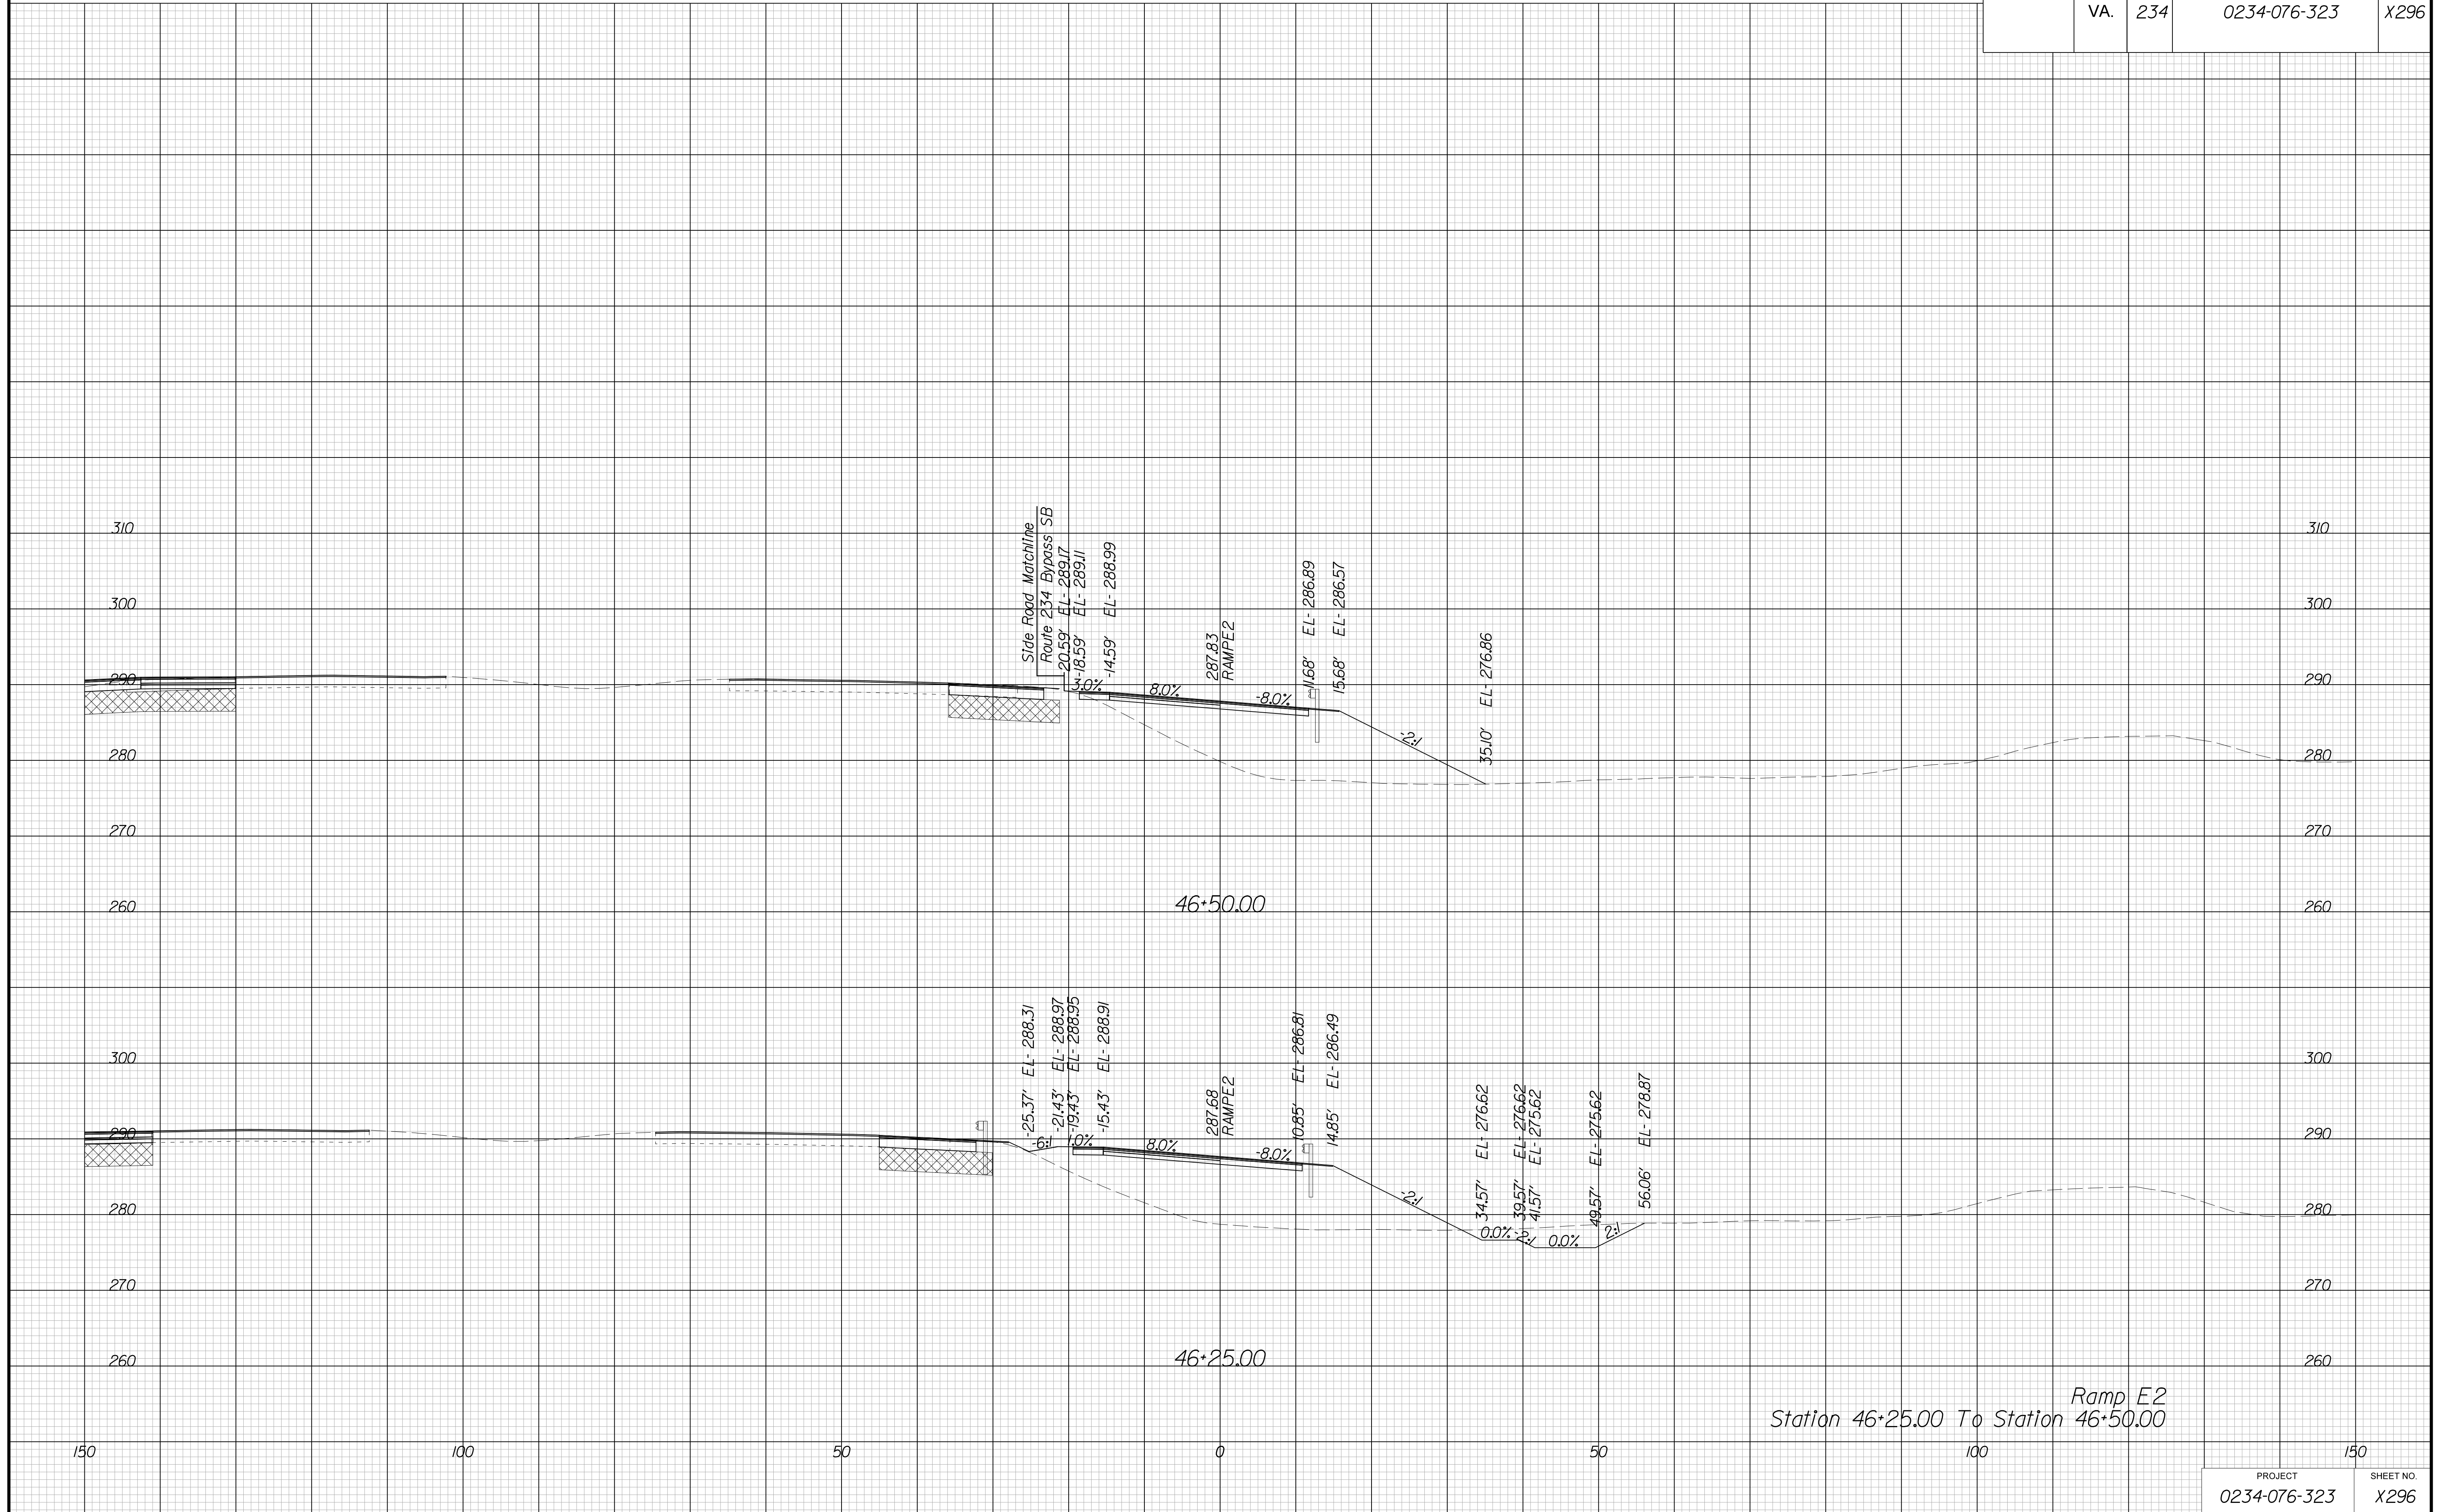 VA. 234 0234-076-323 X296
310 310
Side Road Matchline
Route 234 Bypass SB
-20.59' EL- 289.17
-18.59' EL- 289.11
-14.59' EL- 288.99
287.83
RAMPE2
11.68' EL- 286.89
15.68' EL- 286.57
35.10' EL- 276.86
300 300
290 290
3.0% 8.0% -8.0%
-2:1
280 280
270 270
260 260
46+50.00
-25.37' EL- 288.31
-21.43' EL- 288.97
-19.43' EL- 288.95
-15.43' EL- 288.91
287.68
RAMPE2
10.85' EL- 286.81
14.85' EL- 286.49
34.57' EL- 276.62
39.57' EL- 276.62
41.57' EL- 275.62
49.57' EL- 275.62
56.06' EL- 278.87
300 300
290 290
-6:1 1.0% 8.0% -8.0%
-2:1
280 280
0.0% -2:1 0.0% 2:1
270 270
260 260
46+25.00
Ramp E2
Station 46+25.00 To Station 46+50.00
150 100 50 0 50 100 150
PROJECT SHEET NO.
0234-076-323 X296